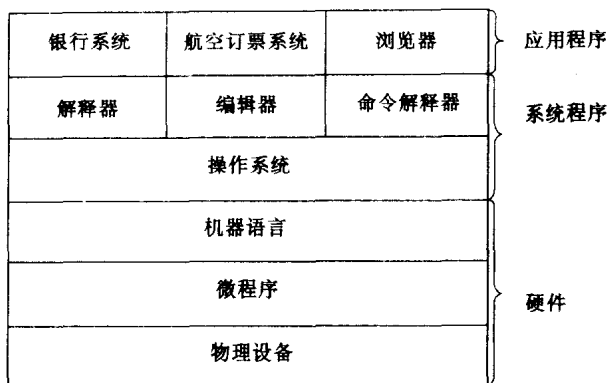 银行系统 航空订票系统 浏览器 应用程序
解释器 编辑器 命令解释器
系统程序
操作系统
机器语言
微程序
硬件
物理设备